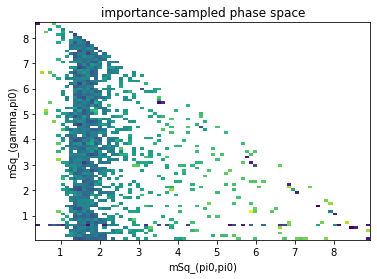 importance-sampled phase space
8
7
6
5
4
3
2
1
mSq_(gamma,pi0)
1 2 3 4 5 6 7 8
mSq_(pi0,pi0)